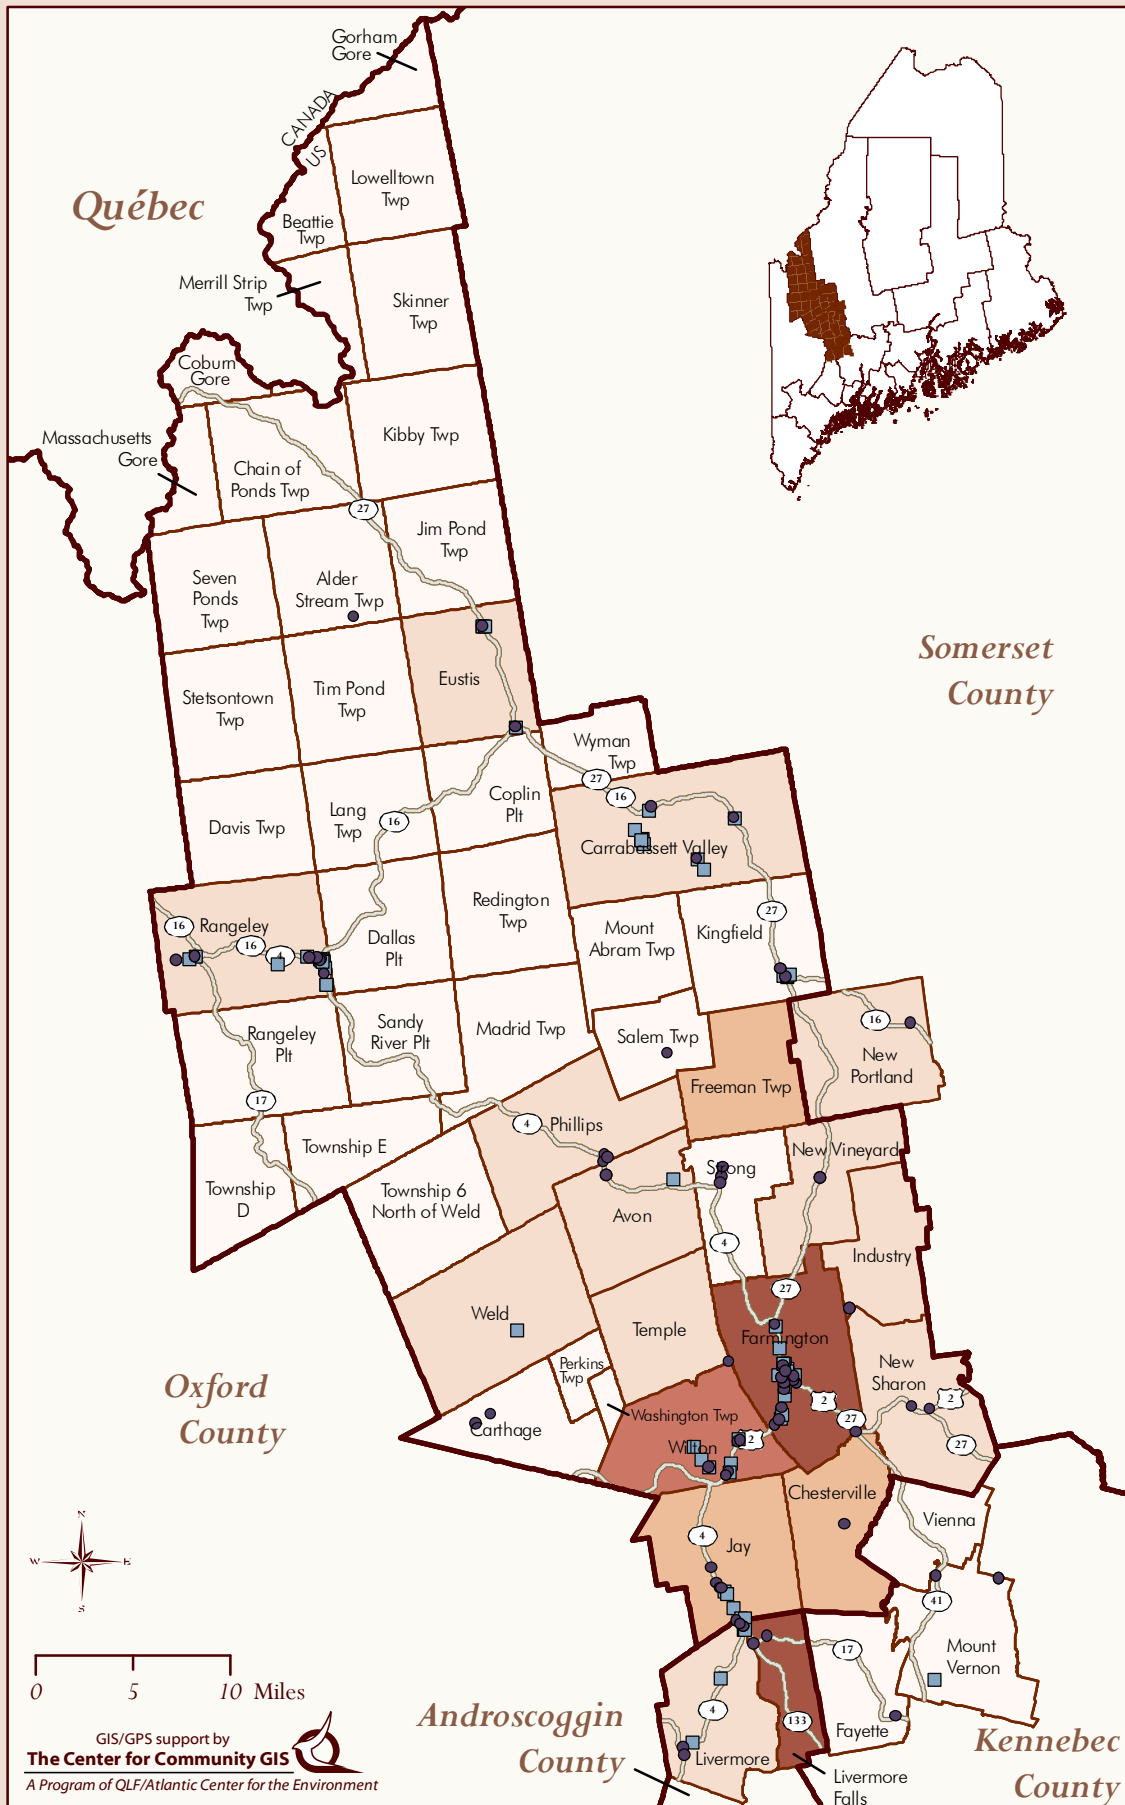 Gorham
Gore
CANADA
US
Québec
Lowelltown
Twp
Beattie
Twp
Merrill Strip
Twp
Skinner
Twp
Coburn
Gore
Massachusetts
Gore
Kibby Twp
Chain of
Ponds Twp
27
Jim Pond
Twp
Seven
Ponds
Twp
Alder
Stream Twp
Somerset
County
Eustis
Stetsontown
Twp
Tim Pond
Twp
Wyman
Twp
27
16
Coplin
Plt
Lang
Twp
16
Davis Twp
Carrabassett Valley
Redington
Twp
27
Rangeley
16
16
4
Dallas
Plt
Mount
Abram Twp
Kingfield
Rangeley
Plt
Sandy
River Plt
Madrid Twp
Salem Twp
16
New
Portland
Freeman Twp
17
4
Phillips
Township E
New Vineyard
Strong
Township
D
Township 6
North of Weld
Avon
4
Industry
27
Weld
Temple
Farmington
Perkins
Twp
New
Sharon
Oxford
County
2
2
27
Washington Twp
Carthage
2
Wilton
27
Chesterville
Vienna
4
Jay
N
W
E
S
41
17
Mount
Vernon
0
5
10 Miles
4
133
Androscoggin
County
Fayette
Kennebec
County
Livermore
Livermore
Falls
GIS/GPS support by
The Center for Community GIS
A Program of QLF/Atlantic Center for the Environment